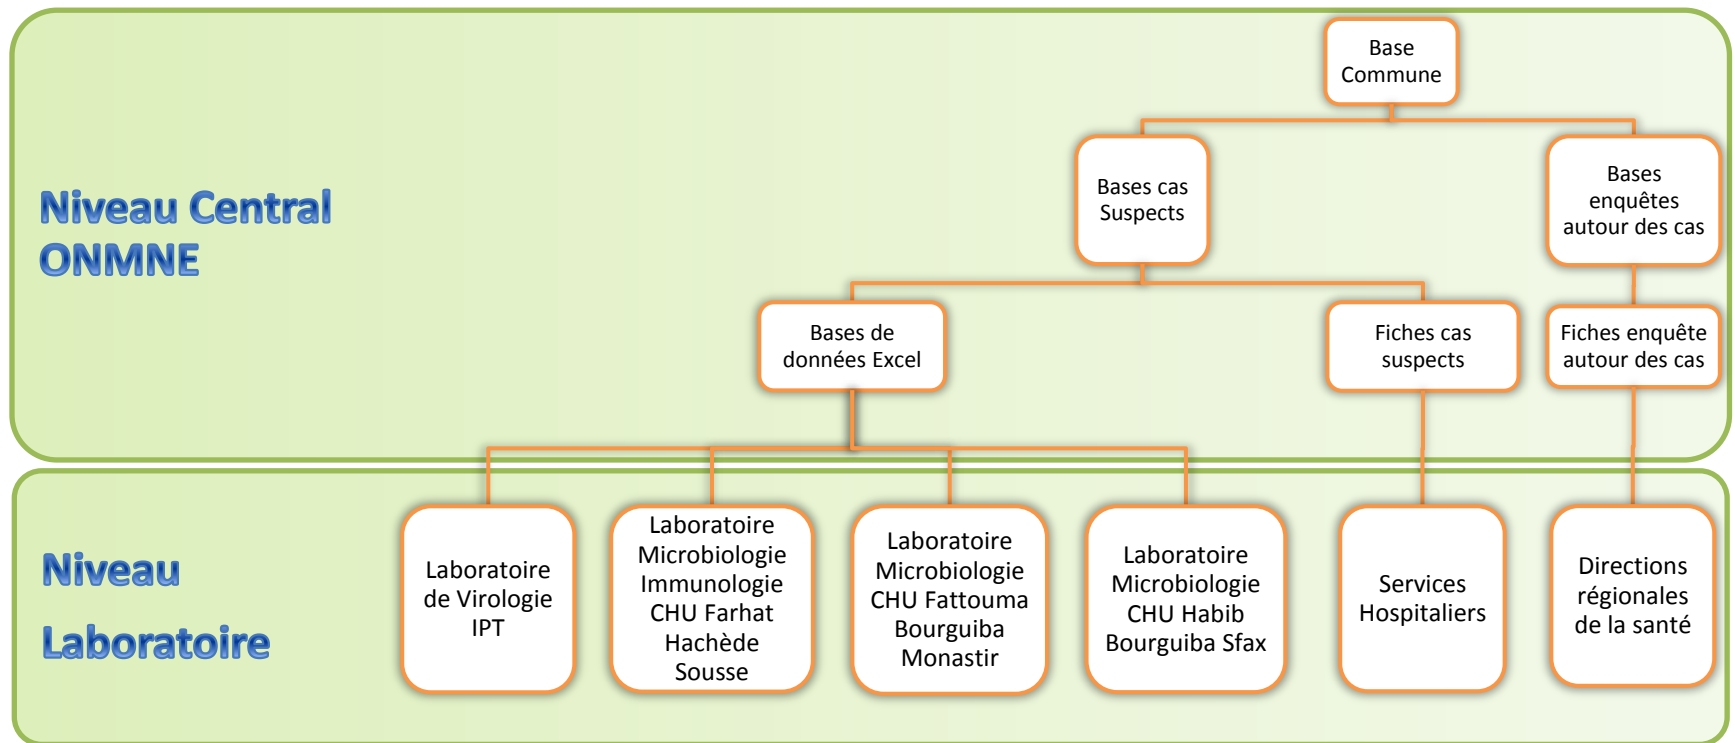 Base
Commune
Niveau Central
ONMNE
Bases cas
Suspects
Bases
enquêtes
autour des cas
Bases de
données Excel
Fiches cas
suspects
Fiches enquête
autour des cas
Niveau
Laboratoire
Laboratoire
de Virologie
IPT
Laboratoire
Microbiologie
Immunologie
CHU Farhat
Hachède
Sousse
Laboratoire
Microbiologie
CHU Fattouma
Bourguiba
Monastir
Laboratoire
Microbiologie
CHU Habib
Bourguiba Sfax
Services
Hospitaliers
Directions
régionales
de la santé